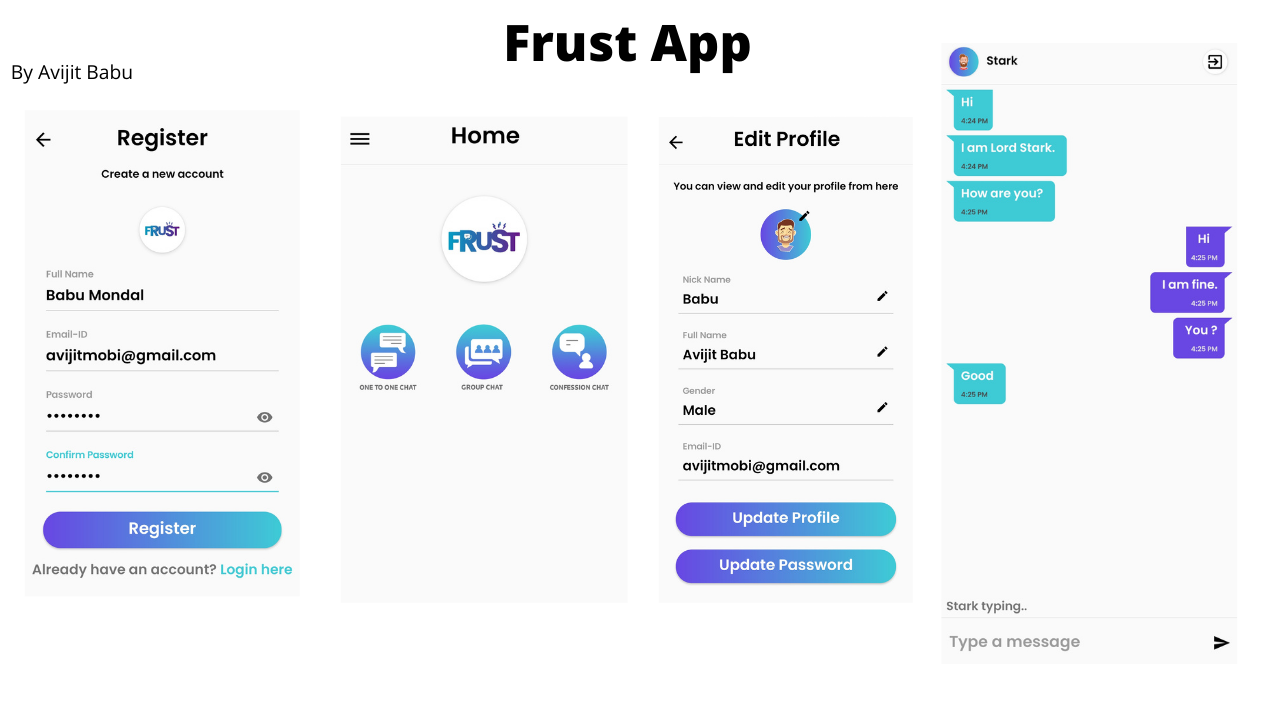 Frust App
By Avijit Babu
Register
Create a new account
FRUST
Full Name
Babu Mondal
Email-ID
avijitmobi@gmail.com
Password
••••••••
Confirm Password
••••••••
Register
Already have an account? Login here
Home
FRUST
ONE TO ONE CHAT
GROUP CHAT
CONFESSION CHAT
Edit Profile
You can view and edit your profile from here
Nick Name
Babu
Full Name
Avijit Babu
Gender
Male
Email-ID
avijitmobi@gmail.com
Update Profile
Update Password
Stark
Hi
4:24 PM
I am Lord Stark.
4:24 PM
How are you?
4:25 PM
Hi
4:25 PM
I am fine.
4:25 PM
You ?
4:25 PM
Good
4:25 PM
Stark typing..
Type a message